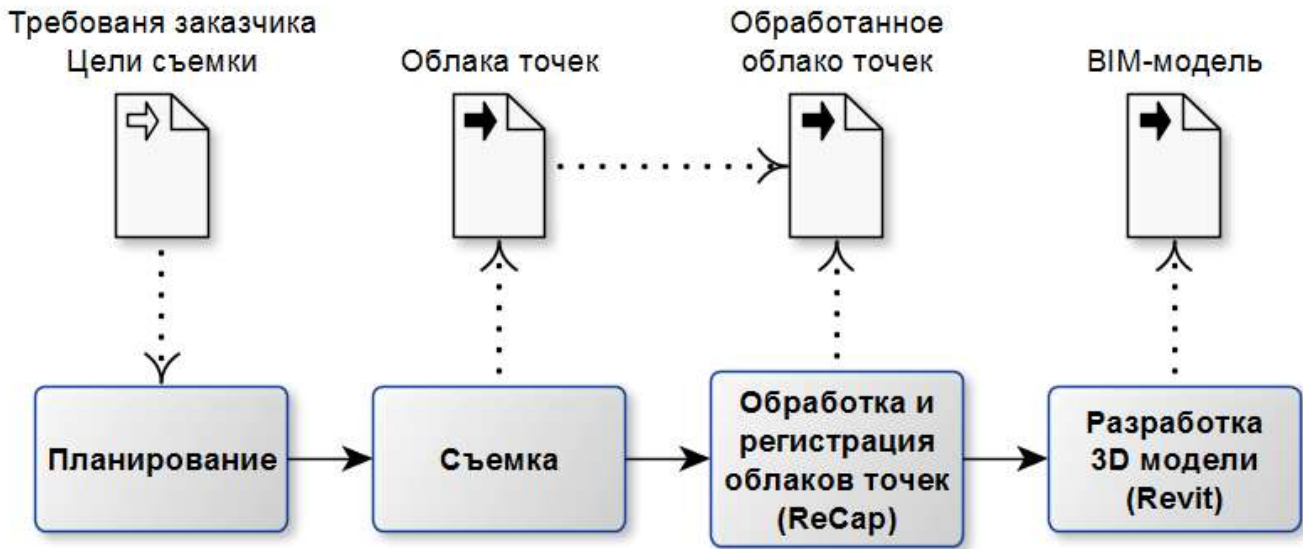 Требованя заказчика
Цели съемки
Облака точек
Обработанное
облако точек
BIM-модель
Планирование
Съемка
Обработка и
регистрация
облаков точек
(ReCap)
Разработка
3D модели
(Revit)